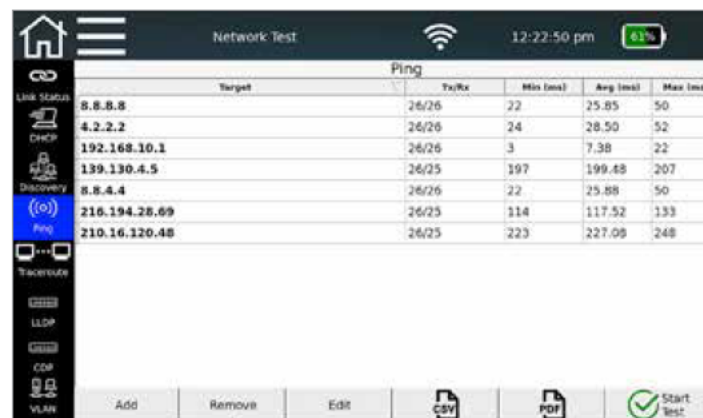 Network Test 12:22:50 pm 61%
Ping
Target Tx/Rx Min (ms) Avg (ms) Max (ms
8.8.8.8 26/26 22 25.85 50
4.2.2.2 26/26 24 28.50 52
192.168.10.1 26/26 3 7.38 22
139.130.4.5 26/25 197 199.48 207
8.8.4.4 26/26 22 25.88 50
216.194.28.69 26/25 114 117.52 133
210.16.120.48 26/25 223 227.08 248
Link Status
DHCP
Discovery
Ping
Traceroute
LLDP
CDP
VLAN
Add Remove Edit CSV PDF Start Test